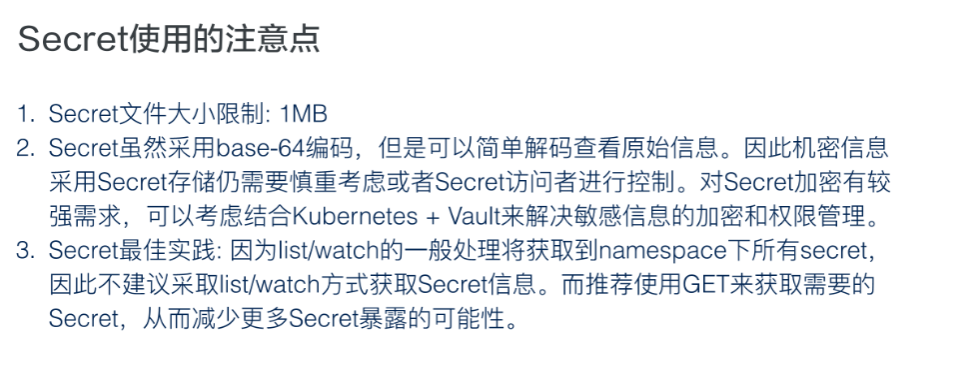 Secret使用的注意点
1. Secret文件大小限制: 1MB
2. Secret虽然采用base-64编码，但是可以简单解码查看原始信息。因此机密信息
采用Secret存储仍需要慎重考虑或者Secret访问者进行控制。对Secret加密有较
强需求，可以考虑结合Kubernetes + Vault来解决敏感信息的加密和权限管理。
3. Secret最佳实践: 因为list/watch的一般处理将获取到namespace下所有secret，
因此不建议采取list/watch方式获取Secret信息。而推荐使用GET来获取需要的
Secret，从而减少更多Secret暴露的可能性。